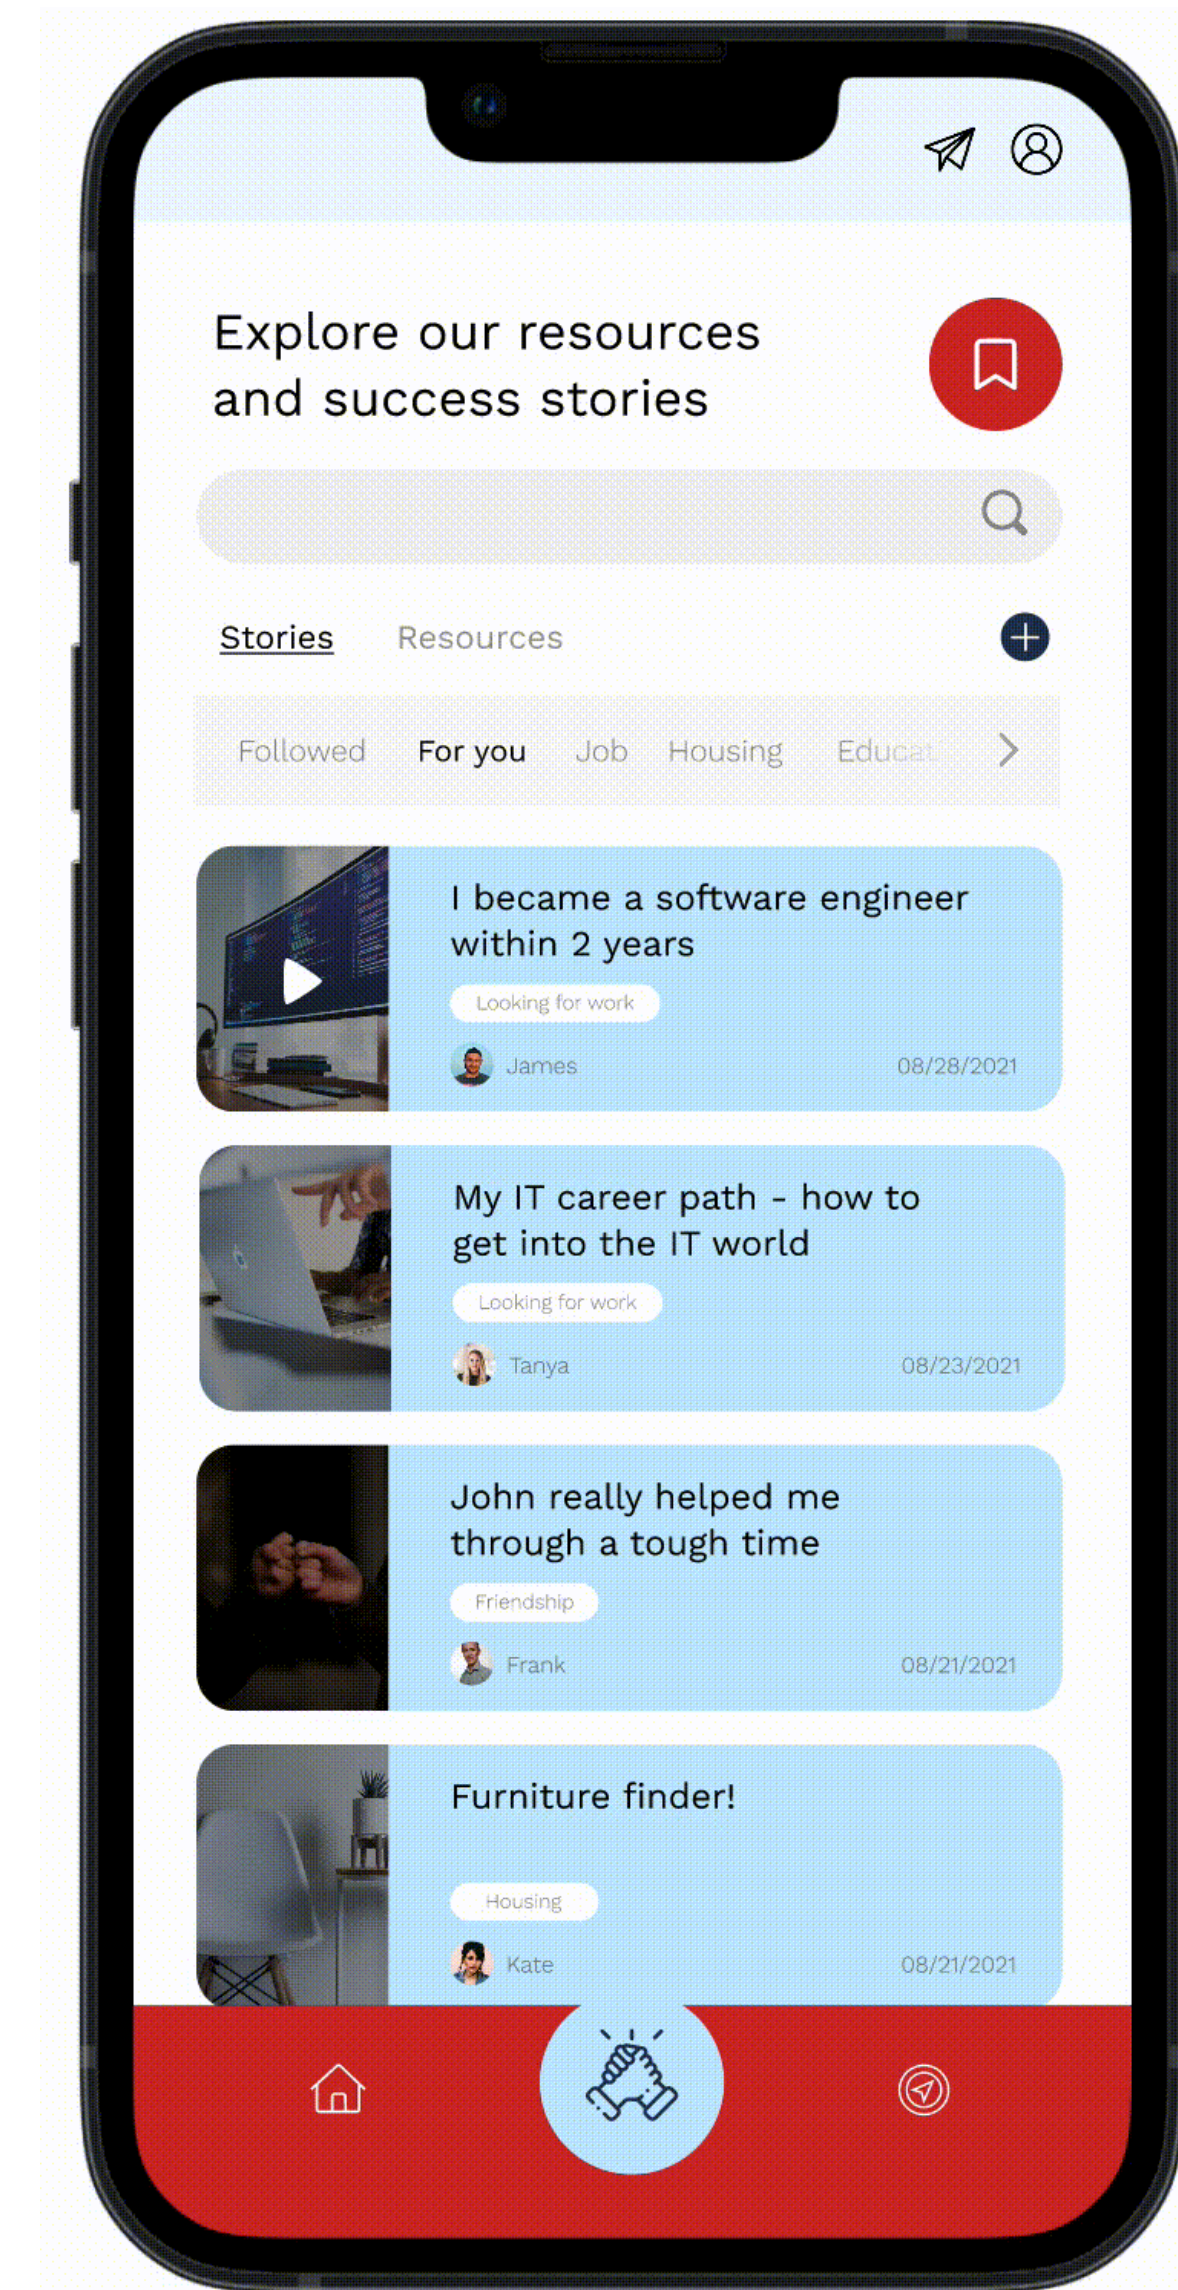 Explore our resources
and success stories
Stories Resources
Followed For you Job Housing Educat
I became a software engineer
within 2 years
Looking for work
James 08/28/2021
My IT career path - how to
get into the IT world
Looking for work
Tanya 08/23/2021
John really helped me
through a tough time
Friendship
Frank 08/21/2021
Furniture finder!
Housing
Kate 08/21/2021